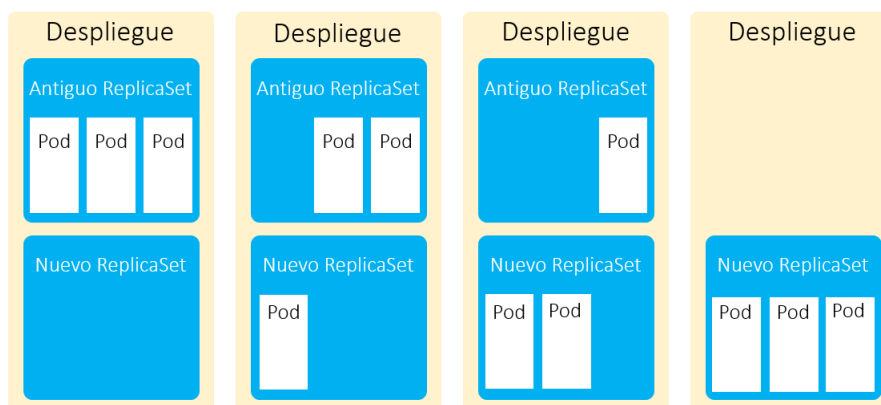 Despliegue
Antiguo ReplicaSet
Pod Pod Pod
Nuevo ReplicaSet
Despliegue
Antiguo ReplicaSet
Pod Pod
Nuevo ReplicaSet
Pod
Despliegue
Antiguo ReplicaSet
Pod
Nuevo ReplicaSet
Pod Pod
Despliegue
Nuevo ReplicaSet
Pod Pod Pod